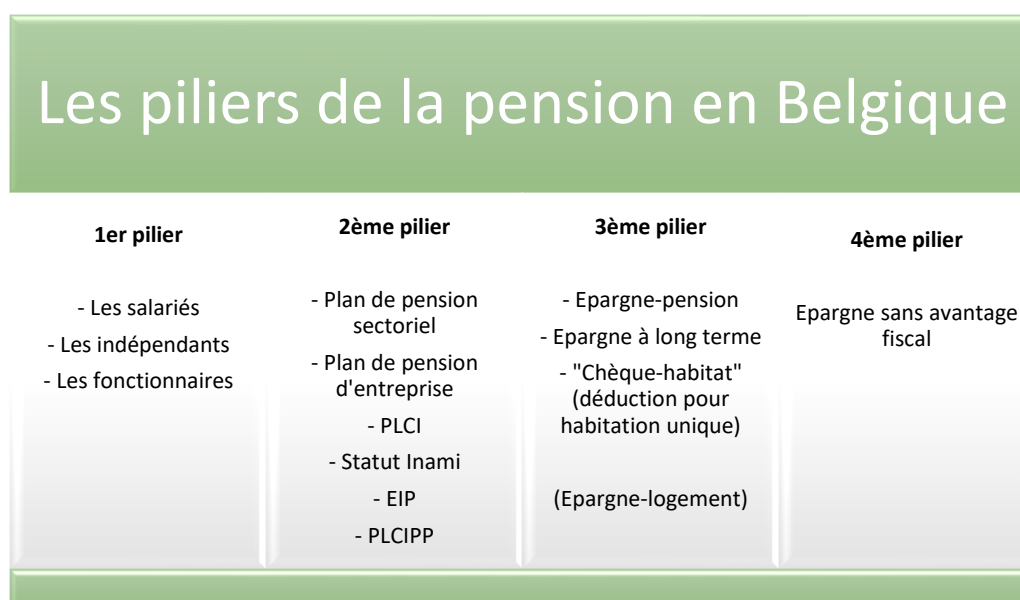 Les piliers de la pension en Belgique
1er pilier
- Les salariés
- Les indépendants
- Les fonctionnaires
2ème pilier
- Plan de pension
sectoriel
- Plan de pension
d'entreprise
- PLCI
- Statut Inami
- EIP
- PLCIPP
3ème pilier
- Epargne-pension
- Epargne à long terme
- "Chèque-habitat"
(déduction pour
habitation unique)
(Epargne-logement)
4ème pilier
Epargne sans avantage
fiscal